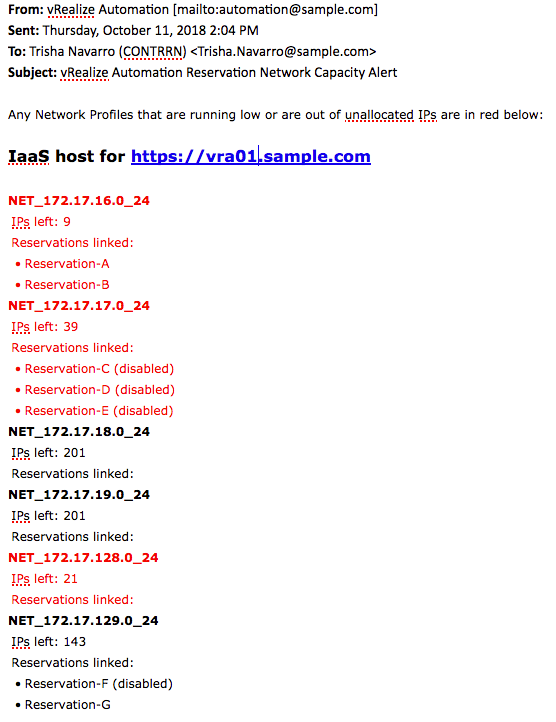 From: vRealize Automation [mailto:automation@sample.com]
Sent: Thursday, October 11, 2018 2:04 PM
To: Trisha Navarro (CONTRRN) <Trisha.Navarro@sample.com>
Subject: vRealize Automation Reservation Network Capacity Alert
Any Network Profiles that are running low or are out of unallocated IPs are in red below:
IaaS host for https://vra01.sample.com
NET_172.17.16.0_24
IPs left: 9
Reservations linked:
• Reservation-A
• Reservation-B
NET_172.17.17.0_24
IPs left: 39
Reservations linked:
• Reservation-C (disabled)
• Reservation-D (disabled)
• Reservation-E (disabled)
NET_172.17.18.0_24
IPs left: 201
Reservations linked:
NET_172.17.19.0_24
IPs left: 201
Reservations linked:
NET_172.17.128.0_24
IPs left: 21
Reservations linked:
NET_172.17.129.0_24
IPs left: 143
Reservations linked:
• Reservation-F (disabled)
• Reservation-G